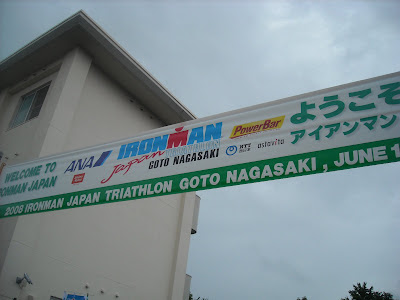 WELCOME TO
IRONMAN JAPAN
ANA
IRONMAN
Japan
GOTO NAGASAKI
PowerBar
astavita
ようこそ
アイアンマン
2008 IRONMAN JAPAN TRIATHLON GOTO NAGASAKI , JUNE 1